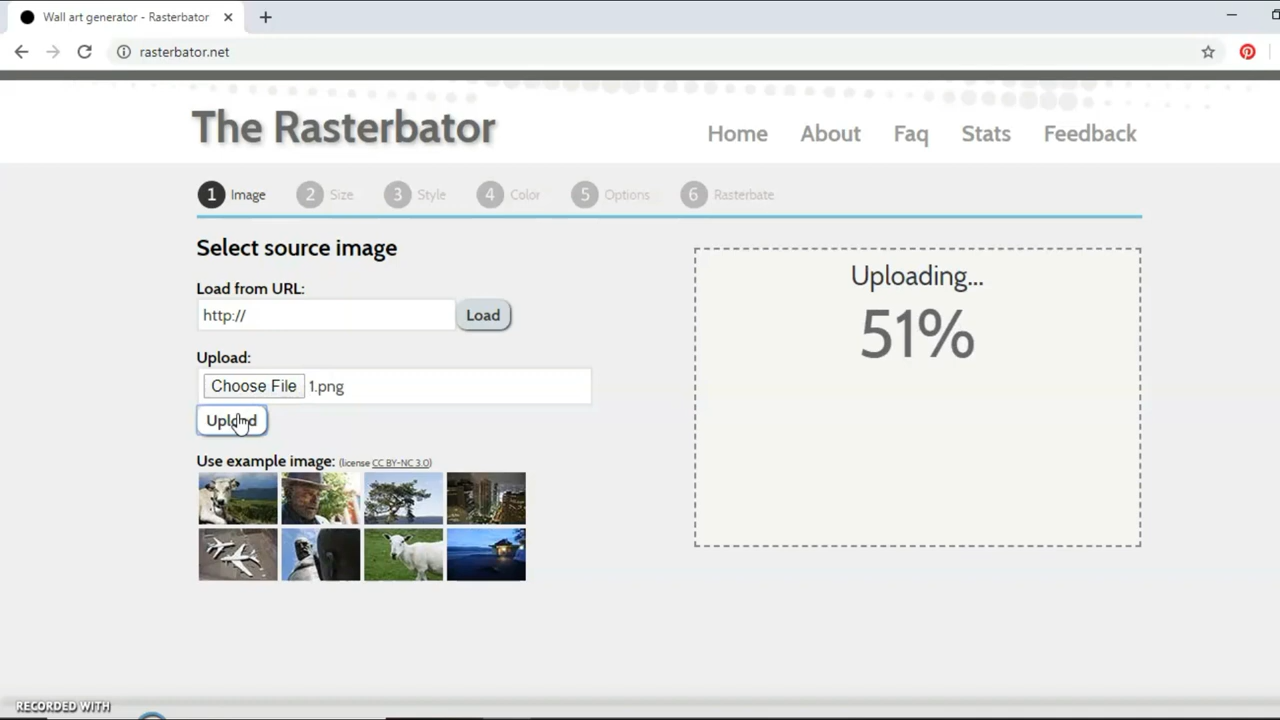 Wall art generator - Rasterbator
rasterbator.net
The Rasterbator
Home About Faq Stats Feedback
1 Image 2 Size 3 Style 4 Color 5 Options 6 Rasterbate
Select source image
Load from URL:
http:// Load
Upload:
Choose File 1.png
Upload
Use example image: (license CC BY-NC 3.0)
Uploading...
51%
RECORDED WITH